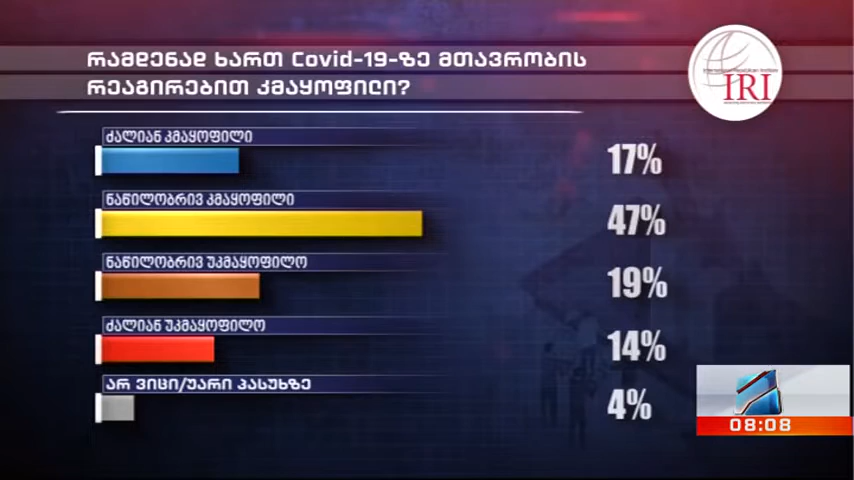 რამდენად ხართ Covid-19-ზე მთავრობის
რეაგირებით კმაყოფილი?
IRI
ძალიან კმაყოფილი
17%
ნაწილობრივ კმაყოფილი
47%
ნაწილობრივ უკმაყოფილო
19%
ძალიან უკმაყოფილო
14%
არ ვიცი/უარი პასუხზე
4%
08:08